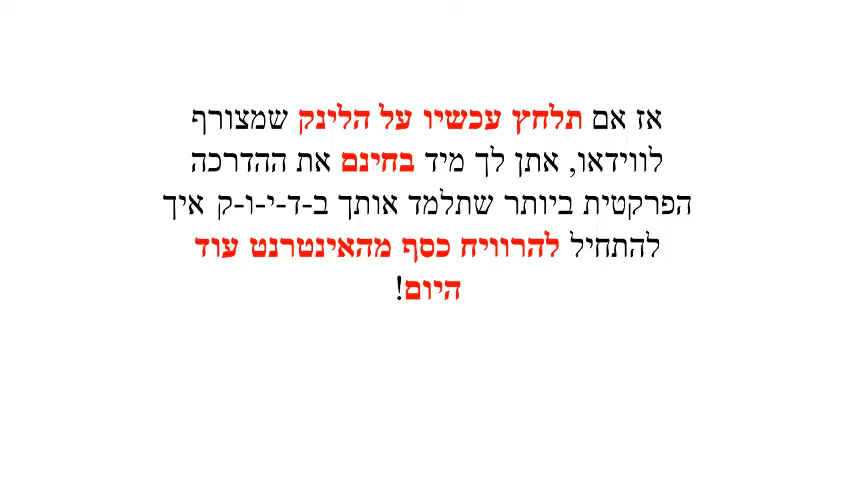 אז אם תלחץ עכשיו על הלינק שמצורף
לווידאו, אתן לך מיד בחינם את ההדרכה
הפרקטית ביותר שתלמד אותך ב-ד-י-ו-ק איך
להתחיל להרוויח כסף מהאינטרנט עוד
היום!